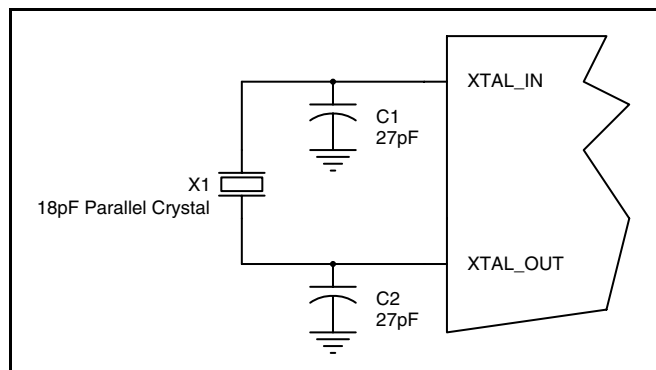 XTAL_IN
C1
27pF
X1
18pF Parallel Crystal
XTAL_OUT
C2
27pF